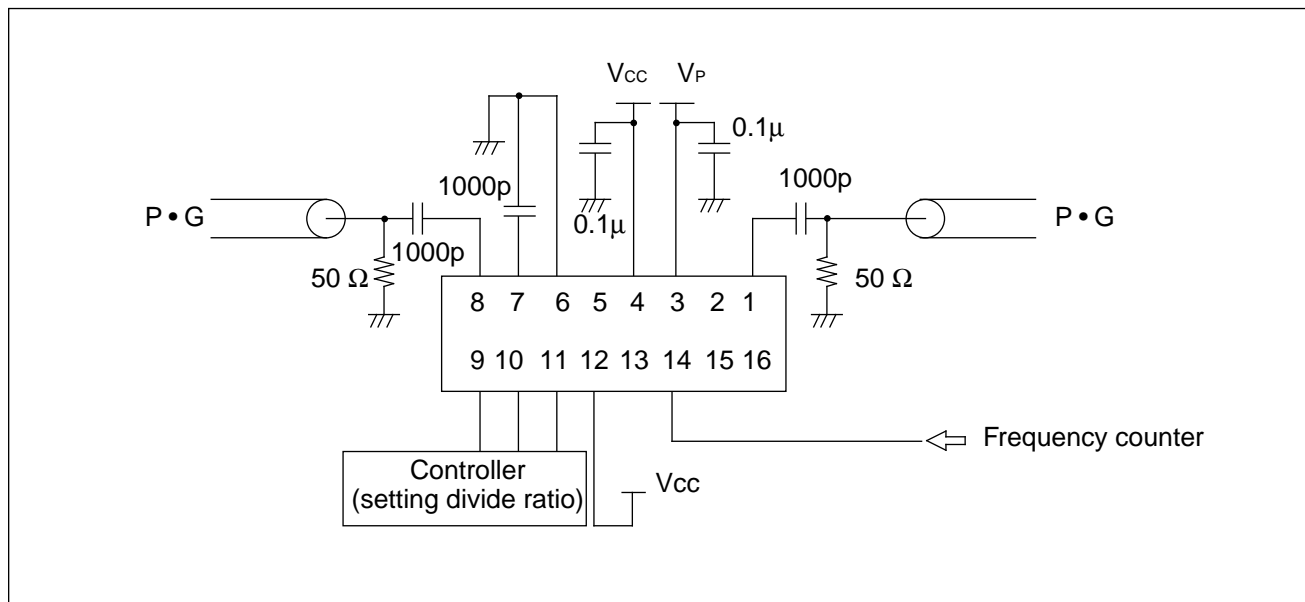 VCC VP
0.1µ
1000p 1000p
P • G P • G
0.1µ
1000p
50 Ω 50 Ω
8 7 6 5 4 3 2 1
9 10 11 12 13 14 15 16
Frequency counter
Controller
(setting divide ratio)
Vcc